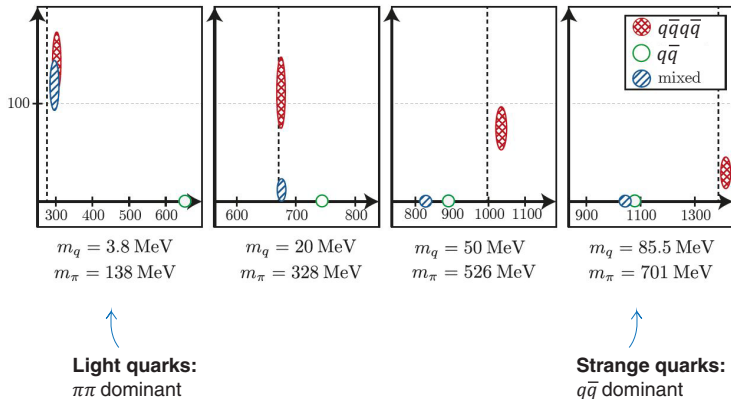 qq̅qq̅
qq̅
mixed
100
300 400 500 600
600 700 800
800 900 1000 1100
900 1100 1300
m_q = 3.8 MeV
m_π = 138 MeV
m_q = 20 MeV
m_π = 328 MeV
m_q = 50 MeV
m_π = 526 MeV
m_q = 85.5 MeV
m_π = 701 MeV
Light quarks:
ππ dominant
Strange quarks:
qq̅ dominant